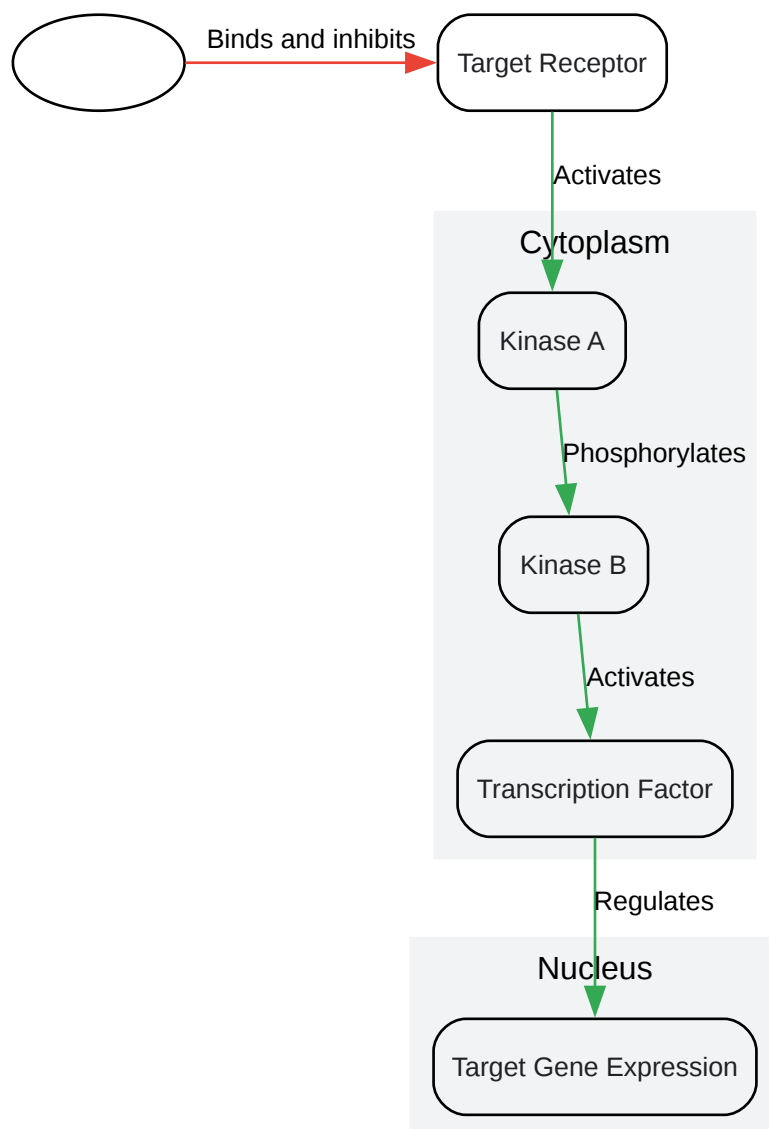 Binds and inhibits
Target Receptor
Activates
Cytoplasm
Kinase A
Phosphorylates
Kinase B
Activates
Transcription Factor
Regulates
Nucleus
Target Gene Expression